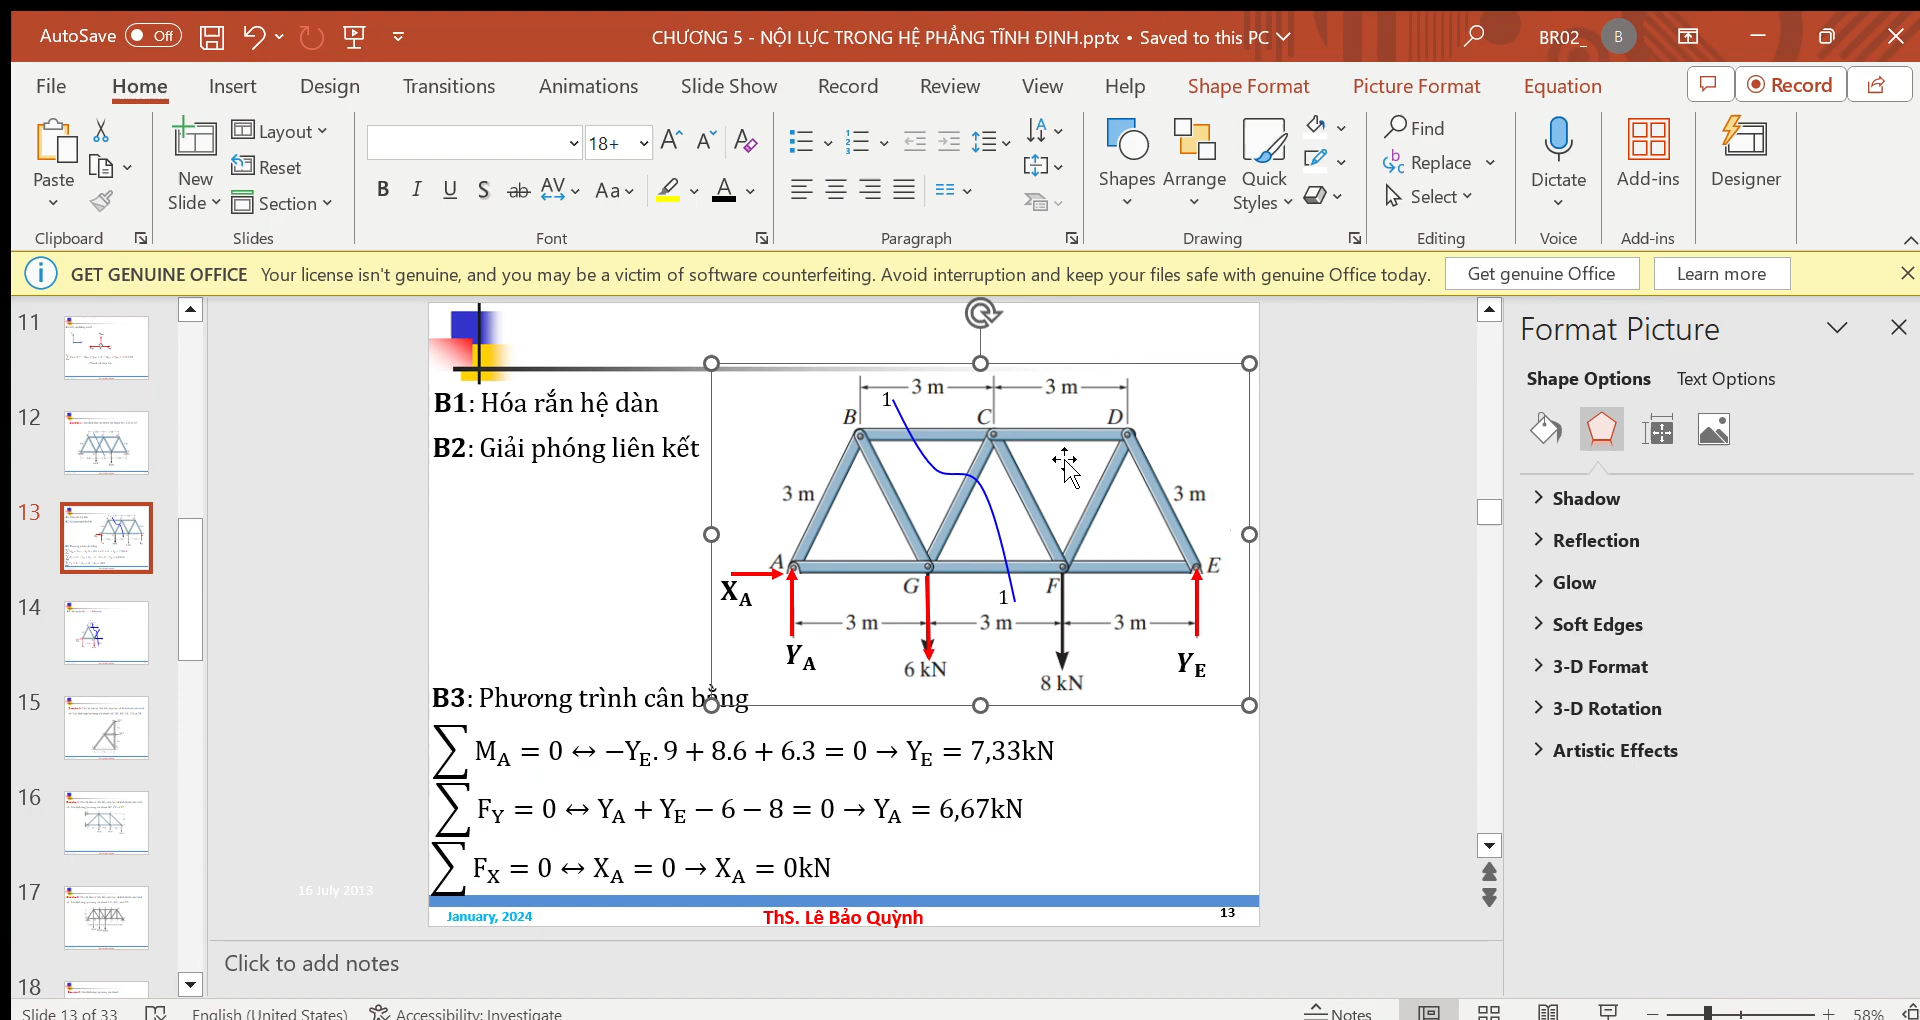 AutoSave Off
CHƯƠNG 5 - NỘI LỰC TRONG HỆ PHẲNG TĨNH ĐỊNH.pptx • Saved to this PC
BR02_ B
File Home Insert Design Transitions Animations Slide Show Record Review View Help Shape Format Picture Format Equation Record
Paste
New Slide
Layout
Reset
Section
18+
B I U S ab AV Aa A
Shapes
Arrange
Quick Styles
Find
Replace
Select
Dictate
Add-ins
Designer
Clipboard Slides Font Paragraph Drawing Editing Voice Add-ins
GET GENUINE OFFICE Your license isn't genuine, and you may be a victim of software counterfeiting. Avoid interruption and keep your files safe with genuine Office today. Get genuine Office Learn more
11
12
13
14
15
16
17
18
B1: Hóa rắn hệ dàn
B2: Giải phóng liên kết
3 m 3 m
1
B C D
3 m 3 m
A E
X_A
G F
1
3 m 3 m 3 m
Y_A 6 kN 8 kN Y_E
B3: Phương trình cân bằng
∑ M_A = 0 ↔ −Y_E. 9 + 8.6 + 6.3 = 0 → Y_E = 7,33kN
∑ F_Y = 0 ↔ Y_A + Y_E − 6 − 8 = 0 → Y_A = 6,67kN
∑ F_X = 0 ↔ X_A = 0 → X_A = 0kN
16 July 2013
January, 2024 ThS. Lê Bảo Quỳnh 13
Click to add notes
Format Picture
Shape Options Text Options
Shadow
Reflection
Glow
Soft Edges
3-D Format
3-D Rotation
Artistic Effects
Slide 13 of 33 English (United States) Accessibility: Investigate Notes 58%